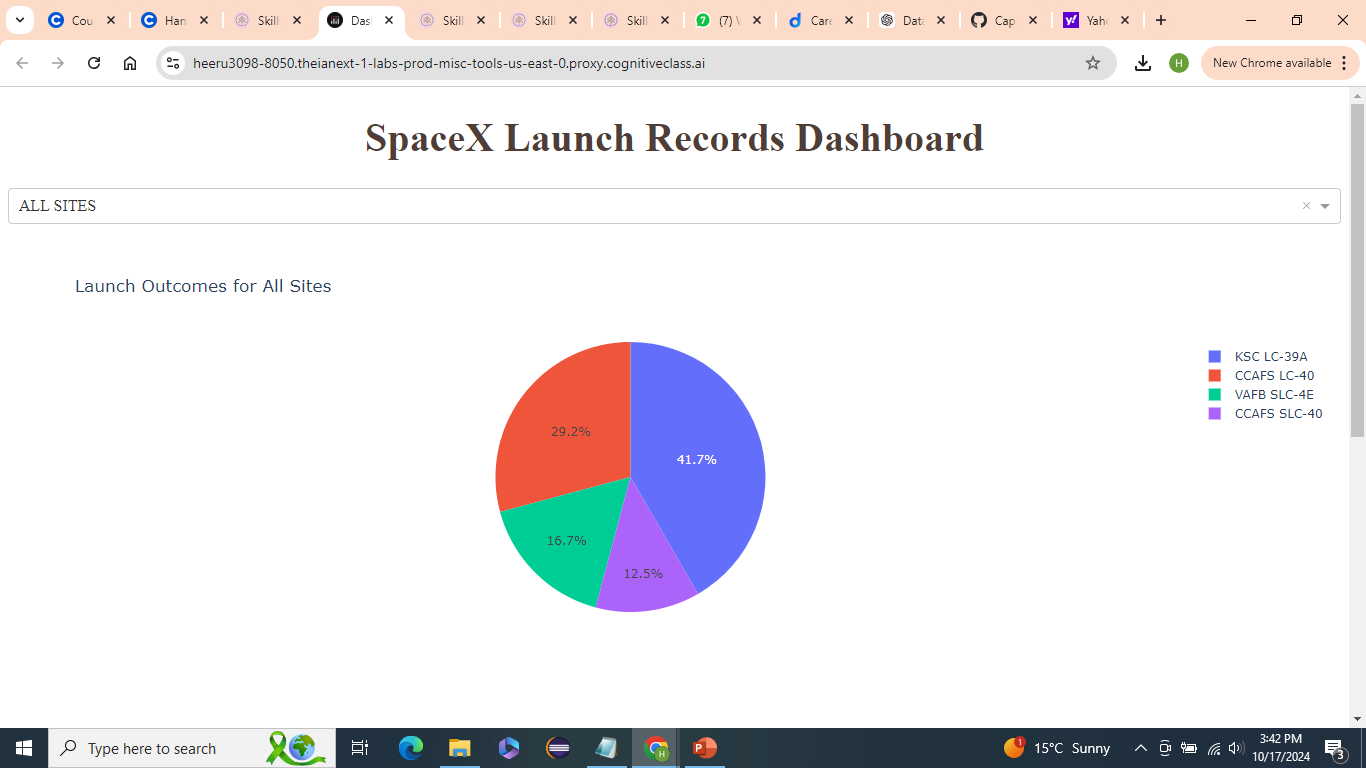 Cou
Han
Skill
Das
Skill
Skill
Skill
(7)
Care
Data
Cap
Yah
heeru3098-8050.theianext-1-labs-prod-misc-tools-us-east-0.proxy.cognitiveclass.ai
H
New Chrome available
SpaceX Launch Records Dashboard
ALL SITES
Launch Outcomes for All Sites
KSC LC-39A
CCAFS LC-40
VAFB SLC-4E
CCAFS SLC-40
29.2%
41.7%
16.7%
12.5%
Type here to search
H
1
15°C Sunny
3:42 PM
10/17/2024
3